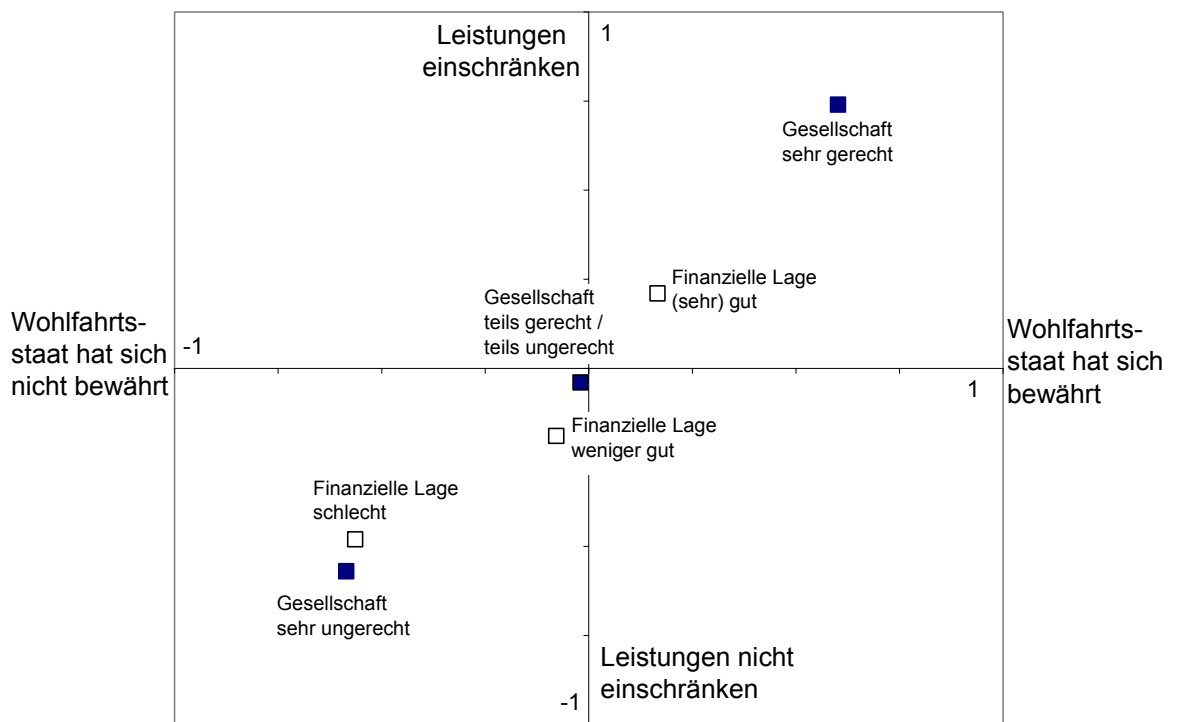 Leistungen
einschränken
1
Gesellschaft
sehr gerecht
Finanzielle Lage
(sehr) gut
Gesellschaft
teils gerecht /
teils ungerecht
Wohlfahrts-
staat hat sich
nicht bewährt
-1
Wohlfahrts-
staat hat sich
bewährt
1
Finanzielle Lage
weniger gut
Finanzielle Lage
schlecht
Gesellschaft
sehr ungerecht
Leistungen nicht
einschränken
-1